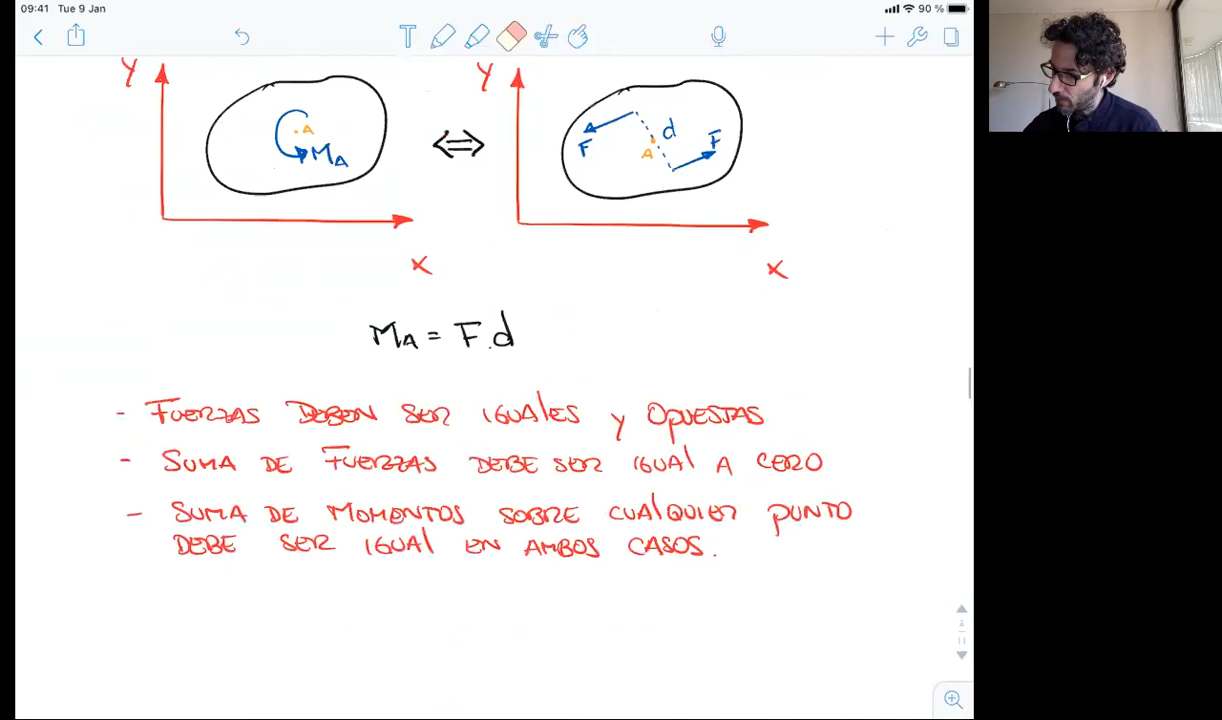 09:41 Tue 9 Jan 90 %
T
Y Y
A MA
F d A F
X X
MA = F.d
- FUERZAS DEBEN SER IGUALES Y OPUESTAS
- SUMA DE FUERZAS DEBE SER IGUAL A CERO
- SUMA DE MOMENTOS SOBRE CUALQUIER PUNTO
DEBE SER IGUAL EN AMBOS CASOS.